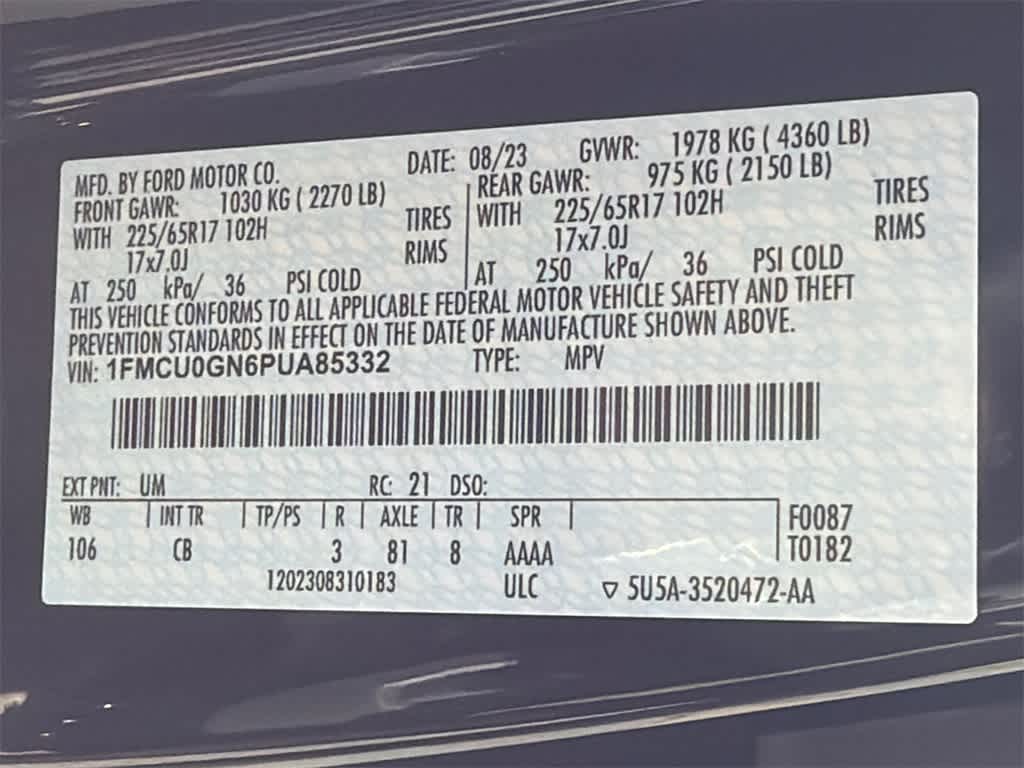 MFD. BY FORD MOTOR CO. DATE: 08/23 GVWR: 1978 KG ( 4360 LB)
FRONT GAWR: 1030 KG ( 2270 LB) REAR GAWR: 975 KG ( 2150 LB)
WITH 225/65R17 102H TIRES WITH 225/65R17 102H TIRES
17x7.0J RIMS 17x7.0J RIMS
AT 250 kPa/ 36 PSI COLD AT 250 kPa/ 36 PSI COLD
THIS VEHICLE CONFORMS TO ALL APPLICABLE FEDERAL MOTOR VEHICLE SAFETY AND THEFT
PREVENTION STANDARDS IN EFFECT ON THE DATE OF MANUFACTURE SHOWN ABOVE.
VIN: 1FMCU0GN6PUA85332 TYPE: MPV
EXT PNT: UM RC: 21 DSO:
WB INT TR TP/PS R AXLE TR SPR F0087
106 CB 3 81 8 AAAA T0182
1202308310183 ULC ▽ 5U5A-3520472-AA